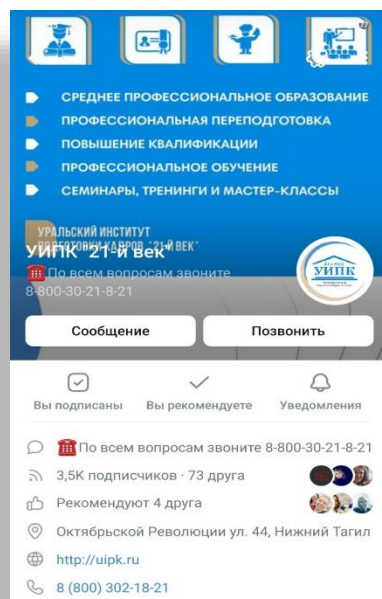 СРЕДНЕЕ ПРОФЕССИОНАЛЬНОЕ ОБРАЗОВАНИЕ
ПРОФЕССИОНАЛЬНАЯ ПЕРЕПОДГОТОВКА
ПОВЫШЕНИЕ КВАЛИФИКАЦИИ
ПРОФЕССИОНАЛЬНОЕ ОБУЧЕНИЕ
СЕМИНАРЫ, ТРЕНИНГИ И МАСТЕР-КЛАССЫ
УРАЛЬСКИЙ ИНСТИТУТ
ПОДГОТОВКИ КАДРОВ "21-Й ВЕК"
УИПК "21-й век"
По всем вопросам звоните
8-800-30-21-8-21
УИПК
Сообщение Позвонить
Вы подписаны Вы рекомендуете Уведомления
По всем вопросам звоните 8-800-30-21-8-21
3,5K подписчиков · 73 друга
Рекомендуют 4 друга
Октябрьской Революции ул. 44, Нижний Тагил
http://uipk.ru
8 (800) 302-18-21